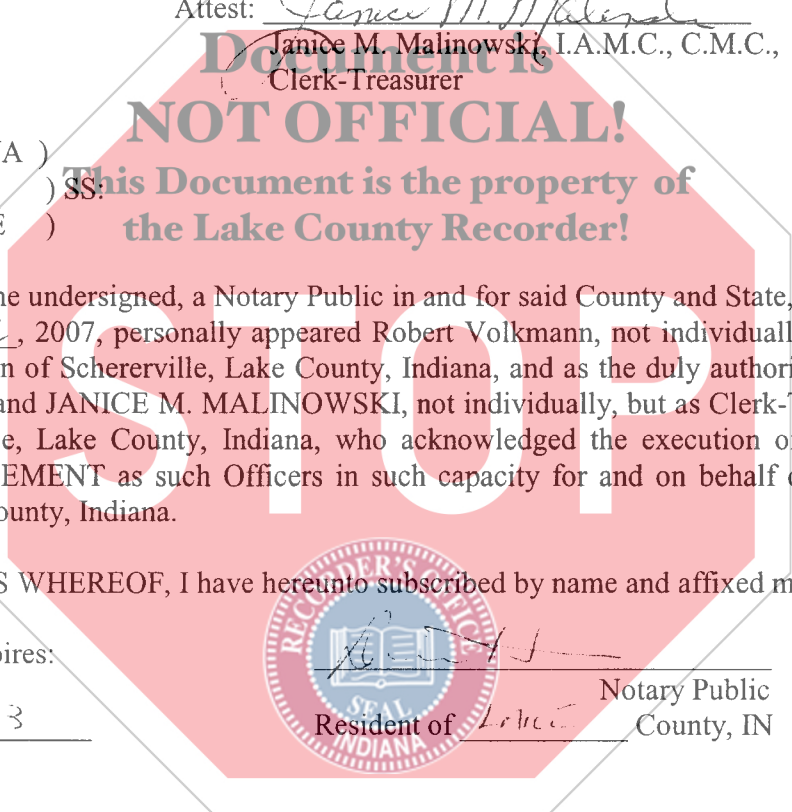 Attest: Janice M. Malinowski
Janice M. Malinowski, I.A.M.C., C.M.C.,
Clerk-Treasurer
Document is
NOT OFFICIAL!
This Document is the property of
the Lake County Recorder!
A )
) SS:
E )
ne undersigned, a Notary Public in and for said County and State,
, 2007, personally appeared Robert Volkmann, not individuall
n of Schererville, Lake County, Indiana, and as the duly authori
and JANICE M. MALINOWSKI, not individually, but as Clerk-T
e, Lake County, Indiana, who acknowledged the execution o
EMENT as such Officers in such capacity for and on behalf o
ounty, Indiana.
STOP
S WHEREOF, I have hereunto subscribed by name and affixed m
RECORDER'S OFFICE
SEAL
INDIANA
pires:
Notary Public
3
Resident of Lake County, IN